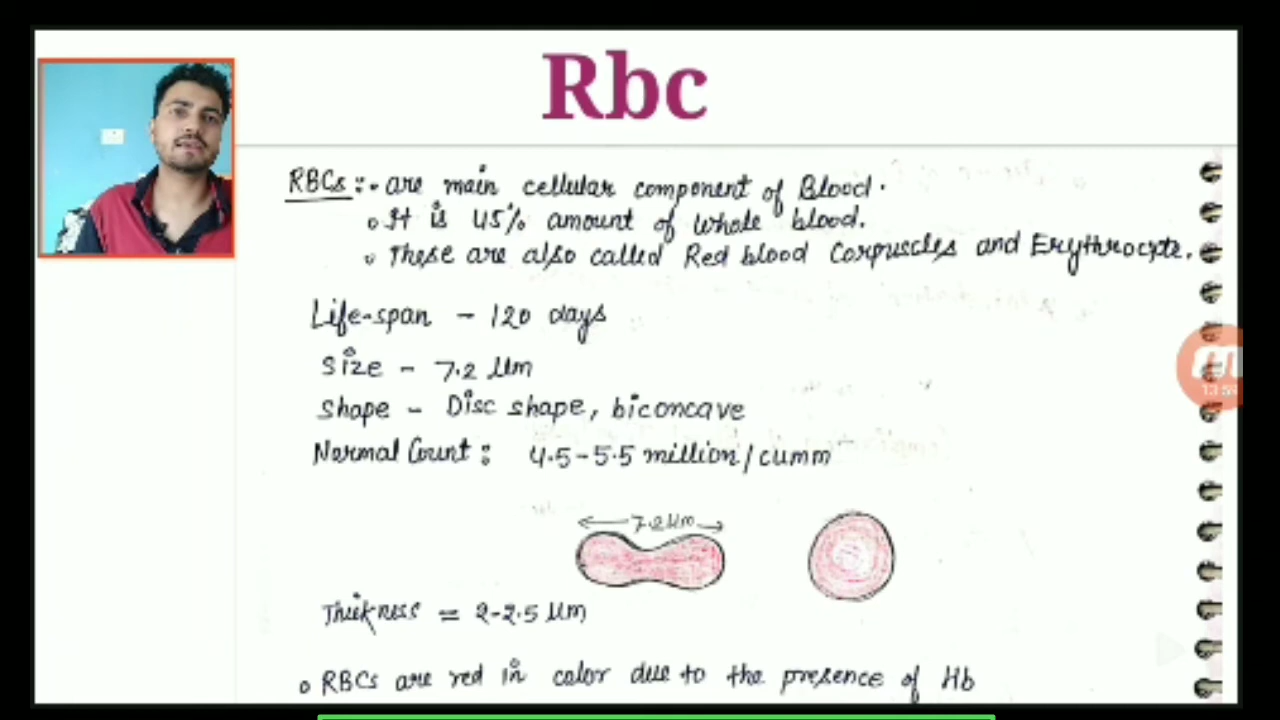 Rbc
RBCs :- • are main cellular component of Blood.
o It is 45% amount of whole blood.
o These are also called Red blood Corpuscles and Erythrocyte.
Life-span - 120 days
Size - 7.2 µm
Shape - Disc shape, biconcave
Normal Count : 4.5-5.5 million/cumm
7.2 µm
Thickness = 2-2.5 µm
o RBCs are red in color due to the presence of Hb